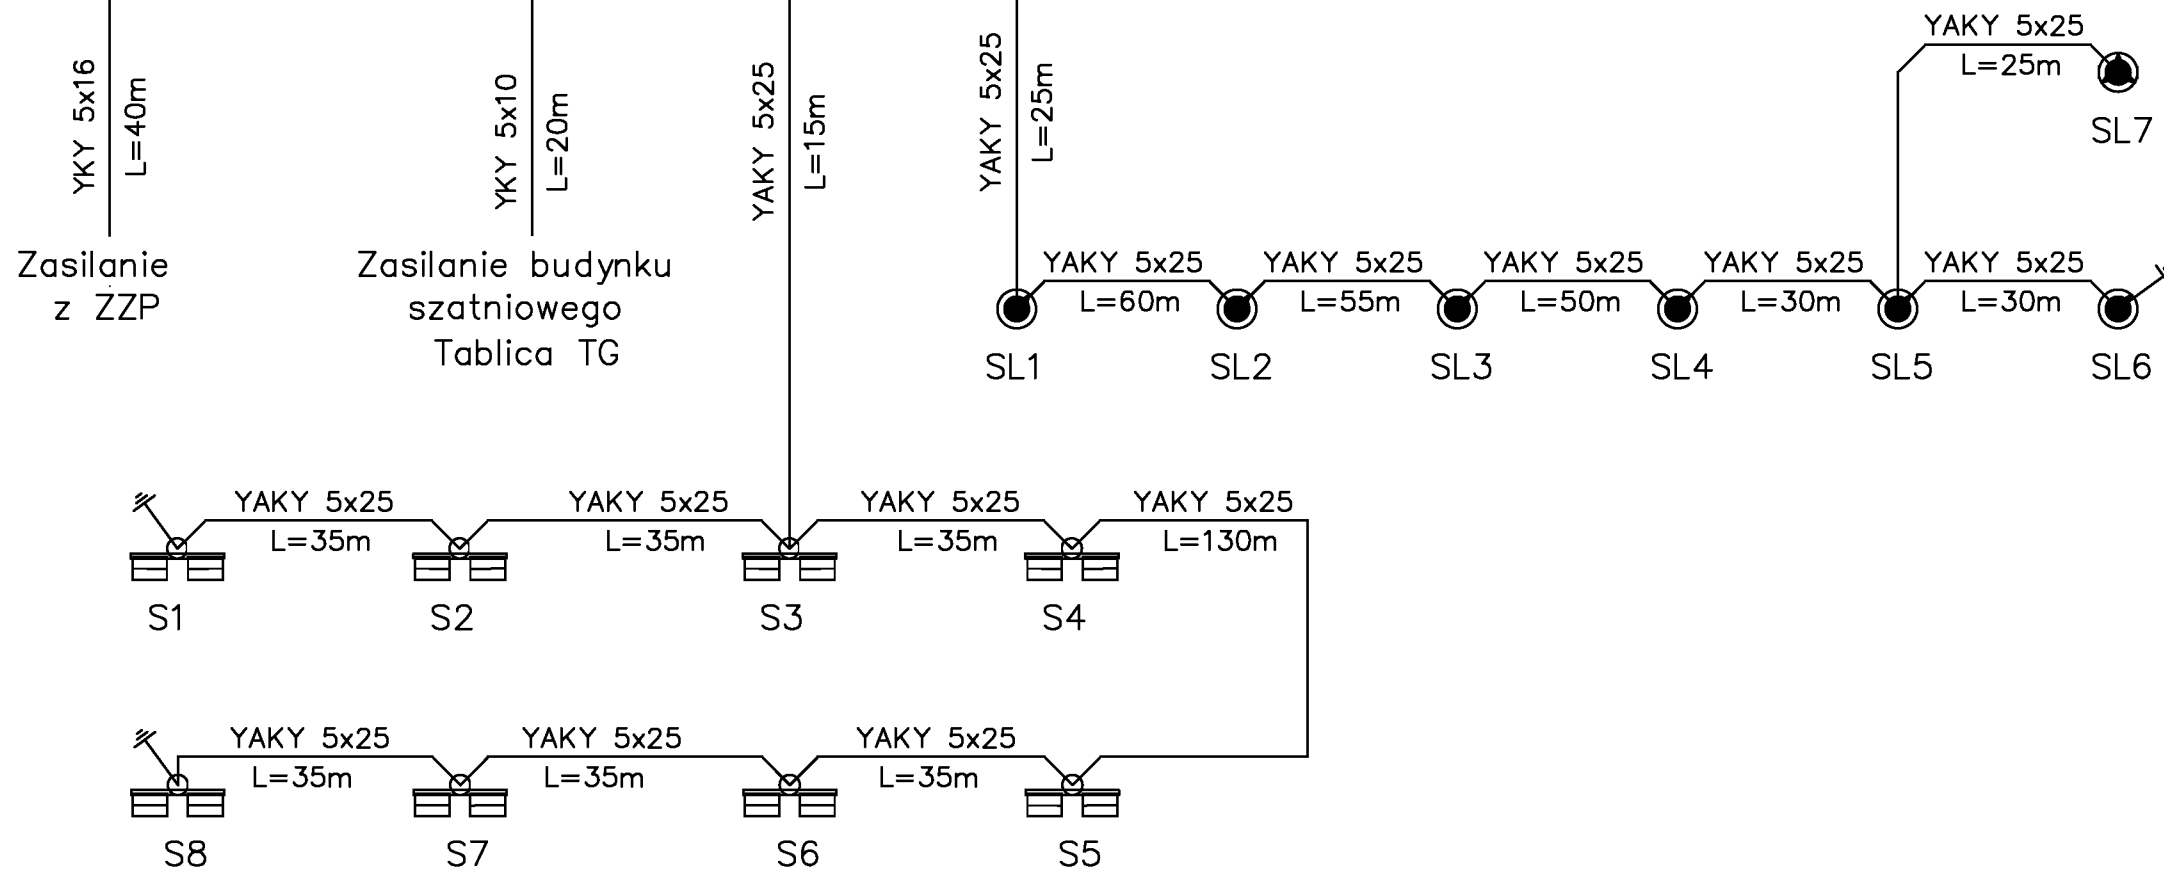 YKY 5x16
L=40m
Zasilanie
z ZZP
YKY 5x10
L=20m
Zasilanie budynku
szatniowego
Tablica TG
YAKY 5x25
L=15m
YAKY 5x25
L=25m
YAKY 5x25
L=25m
SL7
YAKY 5x25
L=60m
YAKY 5x25
L=55m
YAKY 5x25
L=50m
YAKY 5x25
L=30m
YAKY 5x25
L=30m
SL1
SL2
SL3
SL4
SL5
SL6
YAKY 5x25
L=35m
YAKY 5x25
L=35m
YAKY 5x25
L=35m
YAKY 5x25
L=130m
S1
S2
S3
S4
YAKY 5x25
L=35m
YAKY 5x25
L=35m
YAKY 5x25
L=35m
S8
S7
S6
S5